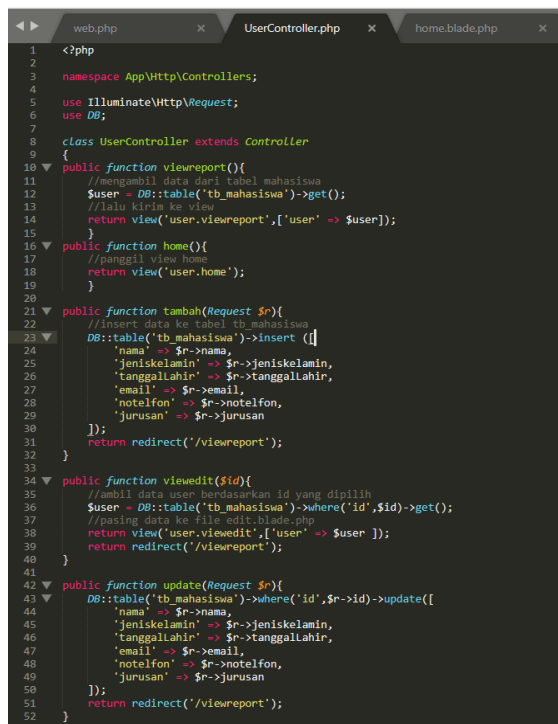 web.php × UserController.php × home.blade.php ×
1 <?php
2
3 namespace App\Http\Controllers;
4
5 use Illuminate\Http\Request;
6 use DB;
7
8 class UserController extends Controller
9 {
10 public function viewreport(){
11 //mengambil data dari tabel mahasiswa
12 $user = DB::table('tb_mahasiswa')->get();
13 //lalu kirim ke view
14 return view('user.viewreport',['user' => $user]);
15 }
16 public function home(){
17 //panggil view home
18 return view('user.home');
19 }
20
21 public function tambah(Request $r){
22 //insert data ke tabel tb_mahasiswa
23 DB::table('tb_mahasiswa')->insert ([
24 'nama' => $r->nama,
25 'jeniskelamin' => $r->jeniskelamin,
26 'tanggalLahir' => $r->tanggalLahir,
27 'email' => $r->email,
28 'notelfon' => $r->notelfon,
29 'jurusan' => $r->jurusan
30 ]);
31 return redirect('/viewreport');
32 }
33
34 public function viewedit($id){
35 //ambil data user berdasarkan id yang dipilih
36 $user = DB::table('tb_mahasiswa')->where('id',$id)->get();
37 //pasing data ke file edit.blade.php
38 return view('user.viewedit',['user' => $user ]);
39 return redirect('/viewreport');
40 }
41
42 public function update(Request $r){
43 DB::table('tb_mahasiswa')->where('id',$r->id)->update([
44 'nama' => $r->nama,
45 'jeniskelamin' => $r->jeniskelamin,
46 'tanggalLahir' => $r->tanggalLahir,
47 'email' => $r->email,
48 'notelfon' => $r->notelfon,
49 'jurusan' => $r->jurusan
50 ]);
51 return redirect('/viewreport');
52 }